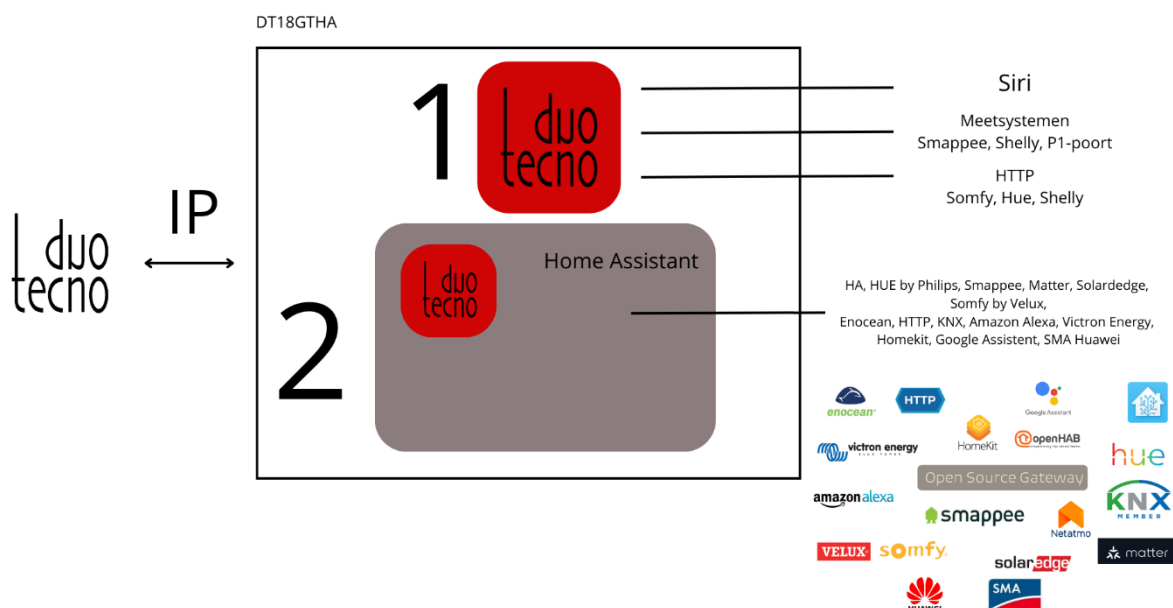 DT18GTHA
1
duo
tecno
Siri
Meetsystemen
Smappee, Shelly, P1-poort
HTTP
Somfy, Hue, Shelly
duo
tecno
IP
2
duo
tecno
Home Assistant
HA, HUE by Philips, Smappee, Matter, Solardedge,
Somfy by Velux,
Enocean, HTTP, KNX, Amazon Alexa, Victron Energy,
Homekit, Google Assistent, SMA Huawei
enocean
HTTP
Google Assistant
HomeKit
openHAB
victron energy
BLUE POWER
hue
Open Source Gateway
amazon alexa
KNX
MEMBER
smappee
Netatmo
VELUX
somfy.
solaredge
matter
HUAWEI
SMA